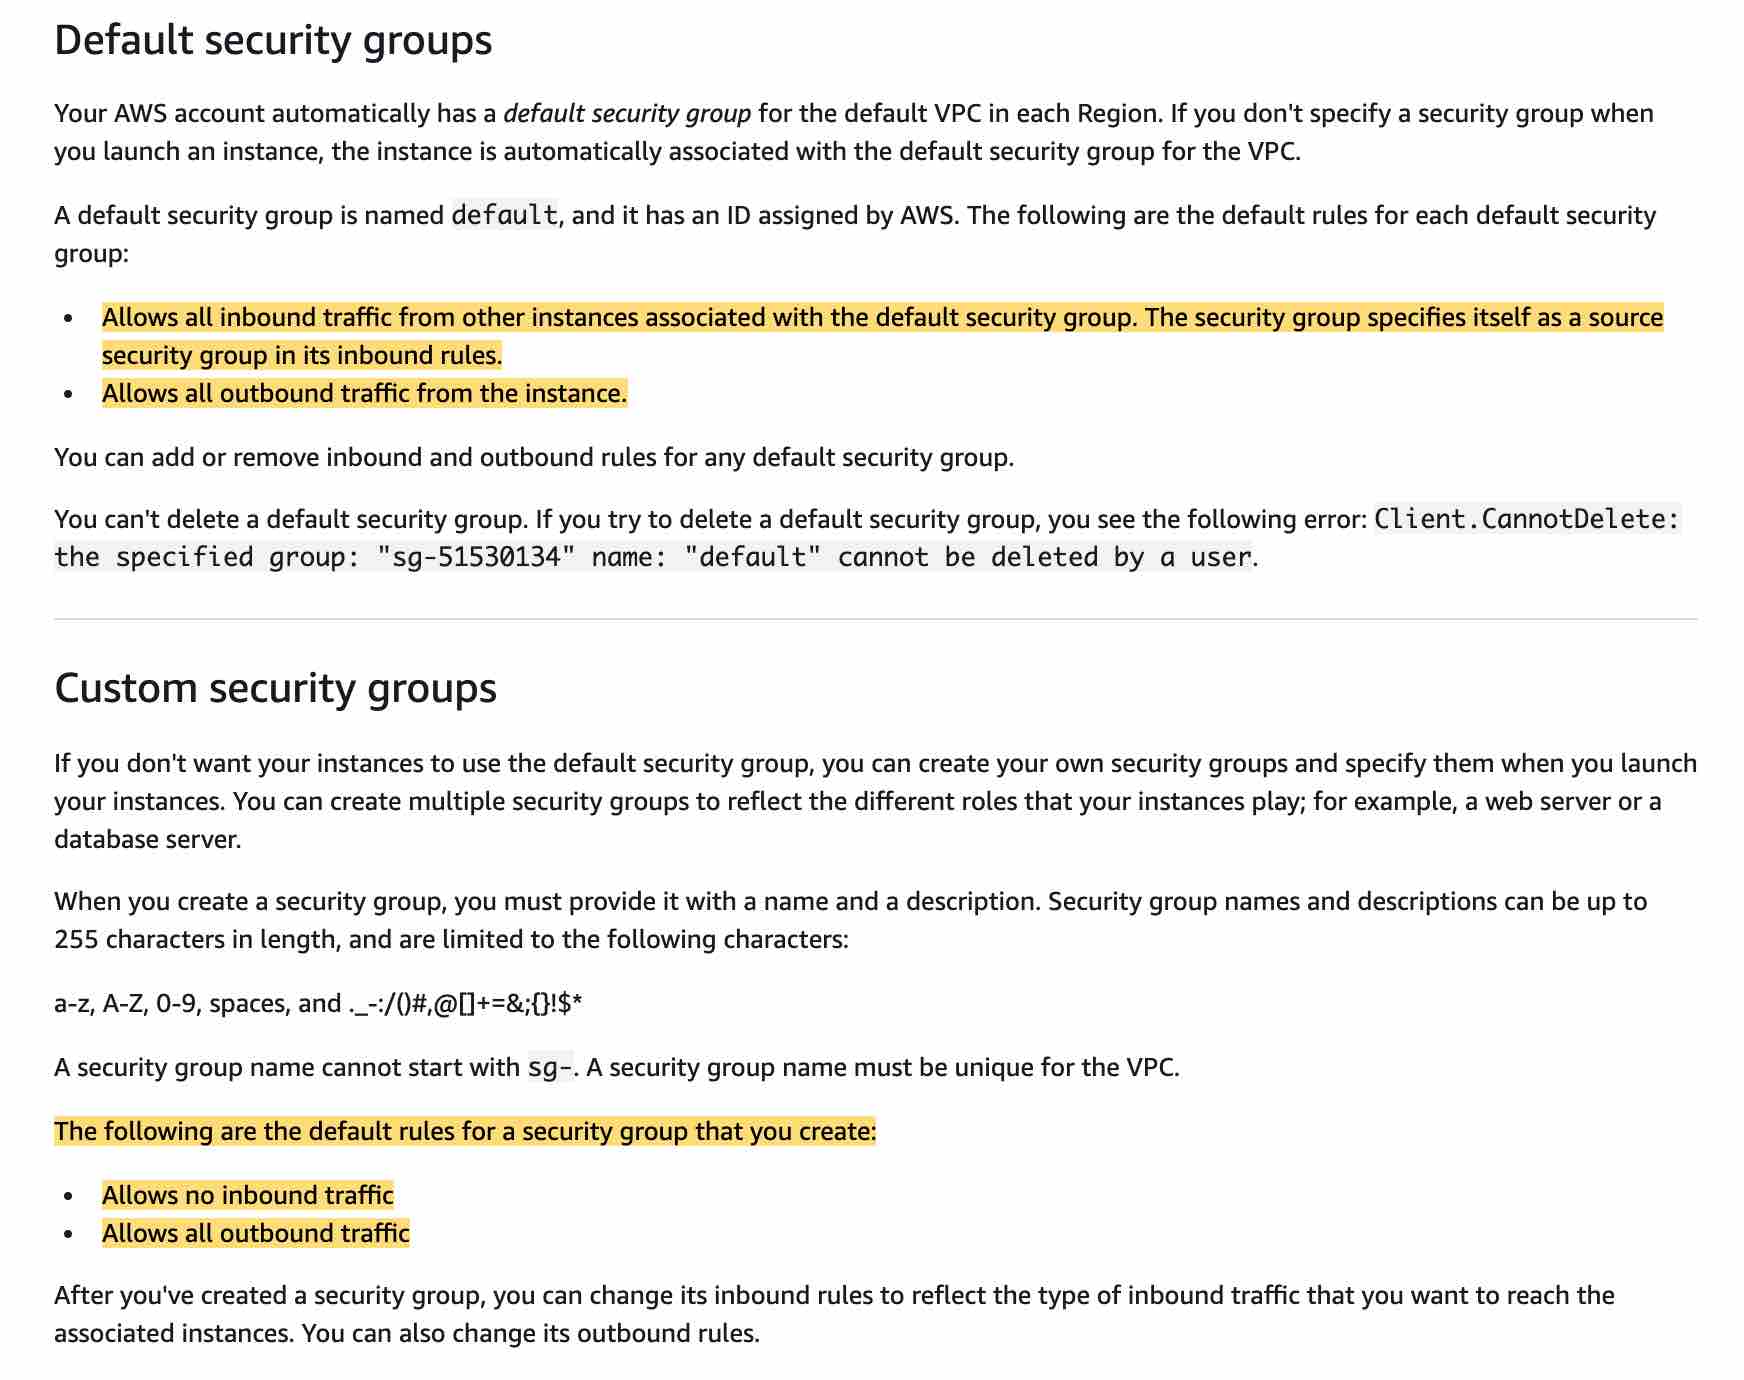 Default security groups
Your AWS account automatically has a default security group for the default VPC in each Region. If you don't specify a security group when
you launch an instance, the instance is automatically associated with the default security group for the VPC.
A default security group is named default, and it has an ID assigned by AWS. The following are the default rules for each default security
group:
• Allows all inbound traffic from other instances associated with the default security group. The security group specifies itself as a source
security group in its inbound rules.
• Allows all outbound traffic from the instance.
You can add or remove inbound and outbound rules for any default security group.
You can't delete a default security group. If you try to delete a default security group, you see the following error: Client.CannotDelete:
the specified group: "sg-51530134" name: "default" cannot be deleted by a user.
Custom security groups
If you don't want your instances to use the default security group, you can create your own security groups and specify them when you launch
your instances. You can create multiple security groups to reflect the different roles that your instances play; for example, a web server or a
database server.
When you create a security group, you must provide it with a name and a description. Security group names and descriptions can be up to
255 characters in length, and are limited to the following characters:
a-z, A-Z, 0-9, spaces, and ._-:/()#,@[]+=&;{}!$*
A security group name cannot start with sg-. A security group name must be unique for the VPC.
The following are the default rules for a security group that you create:
• Allows no inbound traffic
• Allows all outbound traffic
After you've created a security group, you can change its inbound rules to reflect the type of inbound traffic that you want to reach the
associated instances. You can also change its outbound rules.